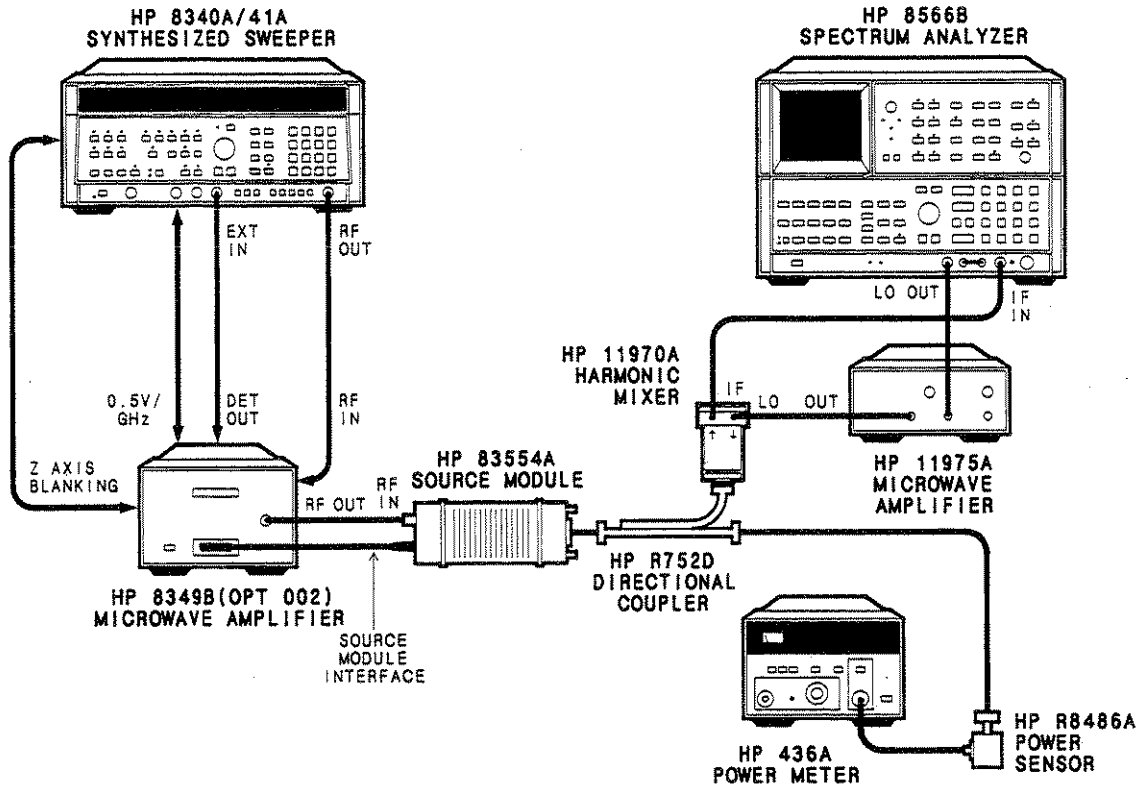 HP 8340A/41A
SYNTHESIZED SWEEPER
HP 8566B
SPECTRUM ANALYZER
EXT
IN
RF
OUT
LO OUT
IF
IN
HP 11970A
HARMONIC
MIXER
IF
LO OUT
0.5V/
GHz
DET
OUT
RF
IN
HP 11975A
MICROWAVE
AMPLIFIER
Z AXIS
BLANKING
HP 83554A
SOURCE MODULE
RF OUT
RF
IN
HP R752D
DIRECTIONAL
COUPLER
HP 8349B(OPT 002)
MICROWAVE AMPLIFIER
SOURCE
MODULE
INTERFACE
HP R8486A
POWER
SENSOR
HP 436A
POWER METER